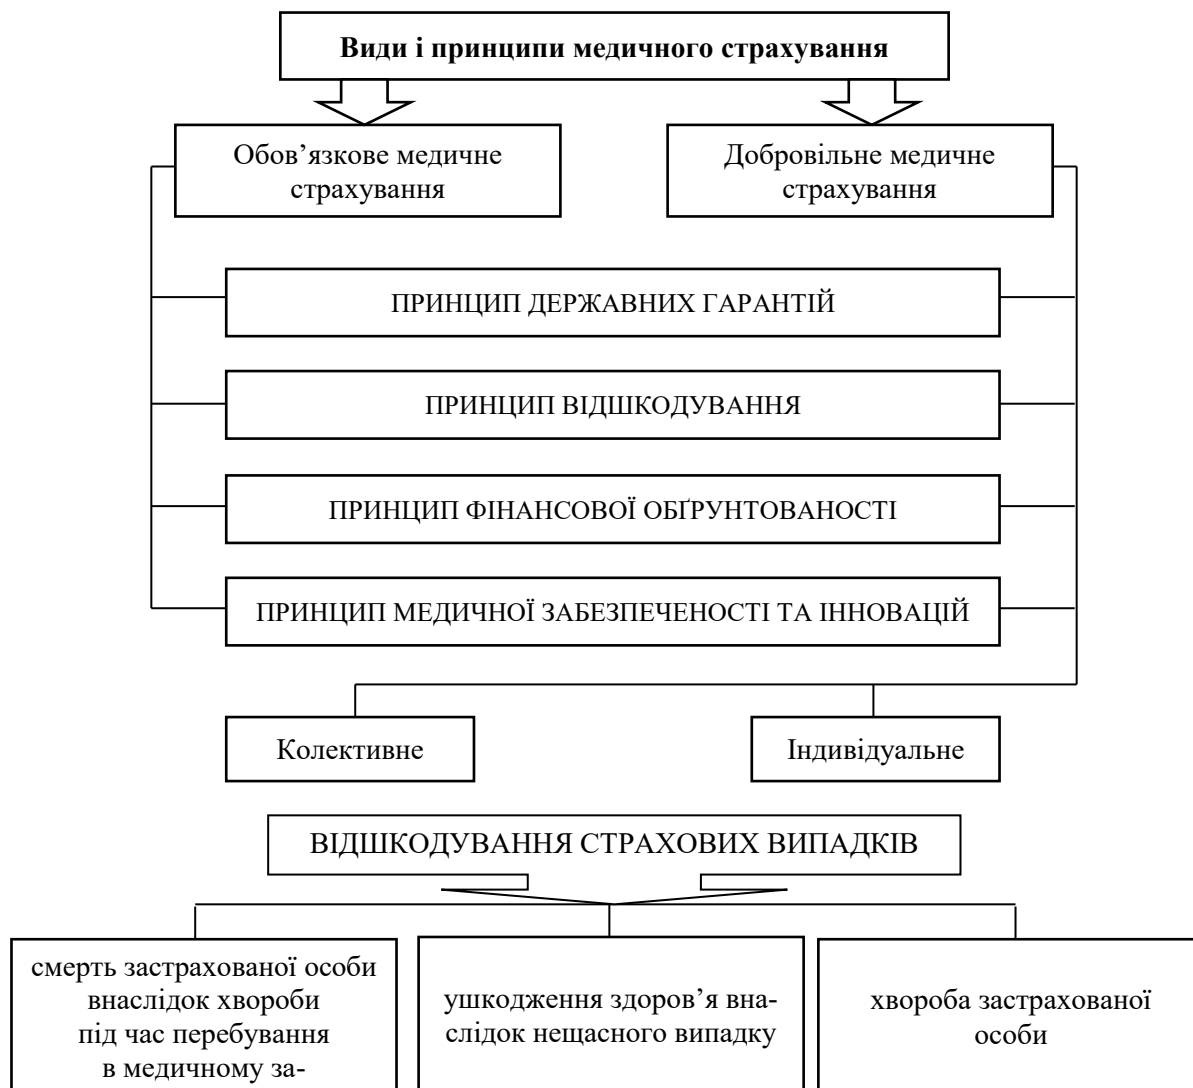 Види і принципи медичного страхування
Обов’язкове медичне
страхування
Добровільне медичне
страхування
ПРИНЦИП ДЕРЖАВНИХ ГАРАНТІЙ
ПРИНЦИП ВІДШКОДУВАННЯ
ПРИНЦИП ФІНАНСОВОЇ ОБҐРУНТОВАНОСТІ
ПРИНЦИП МЕДИЧНОЇ ЗАБЕЗПЕЧЕНОСТІ ТА ІННОВАЦІЙ
Колективне
Індивідуальне
ВІДШКОДУВАННЯ СТРАХОВИХ ВИПАДКІВ
смерть застрахованої особи
внаслідок хвороби
під час перебування
в медичному за-
ушкодження здоров’я вна-
слідок нещасного випадку
хвороба застрахованої
особи